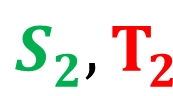 S₂, T₂